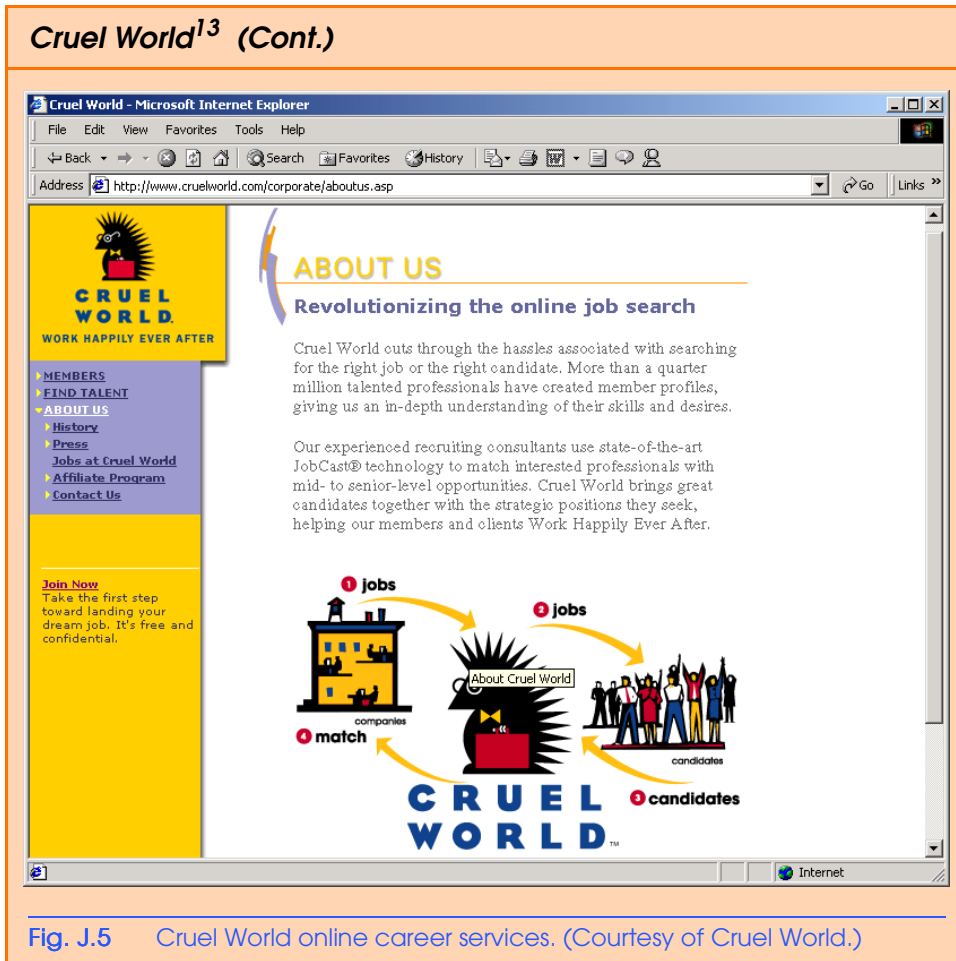 Cruel World13 (Cont.)
Cruel World - Microsoft Internet Explorer
File Edit View Favorites Tools Help
Back Search Favorites History
Address http://www.cruelworld.com/corporate/aboutus.asp Go Links »
CRUEL
WORLD.
WORK HAPPILY EVER AFTER
MEMBERS
FIND TALENT
ABOUT US
History
Press
Jobs at Cruel World
Affiliate Program
Contact Us
Join Now
Take the first step
toward landing your
dream job. It's free and
confidential.
ABOUT US
Revolutionizing the online job search
Cruel World cuts through the hassles associated with searching
for the right job or the right candidate. More than a quarter
million talented professionals have created member profiles,
giving us an in-depth understanding of their skills and desires.
Our experienced recruiting consultants use state-of-the-art
JobCast® technology to match interested professionals with
mid- to senior-level opportunities. Cruel World brings great
candidates together with the strategic positions they seek,
helping our members and clients Work Happily Ever After.
1 jobs
2 jobs
About Cruel World
companies
4 match
candidates
3 candidates
CRUEL
WORLD™
Internet
Fig. J.5 Cruel World online career services. (Courtesy of Cruel World.)